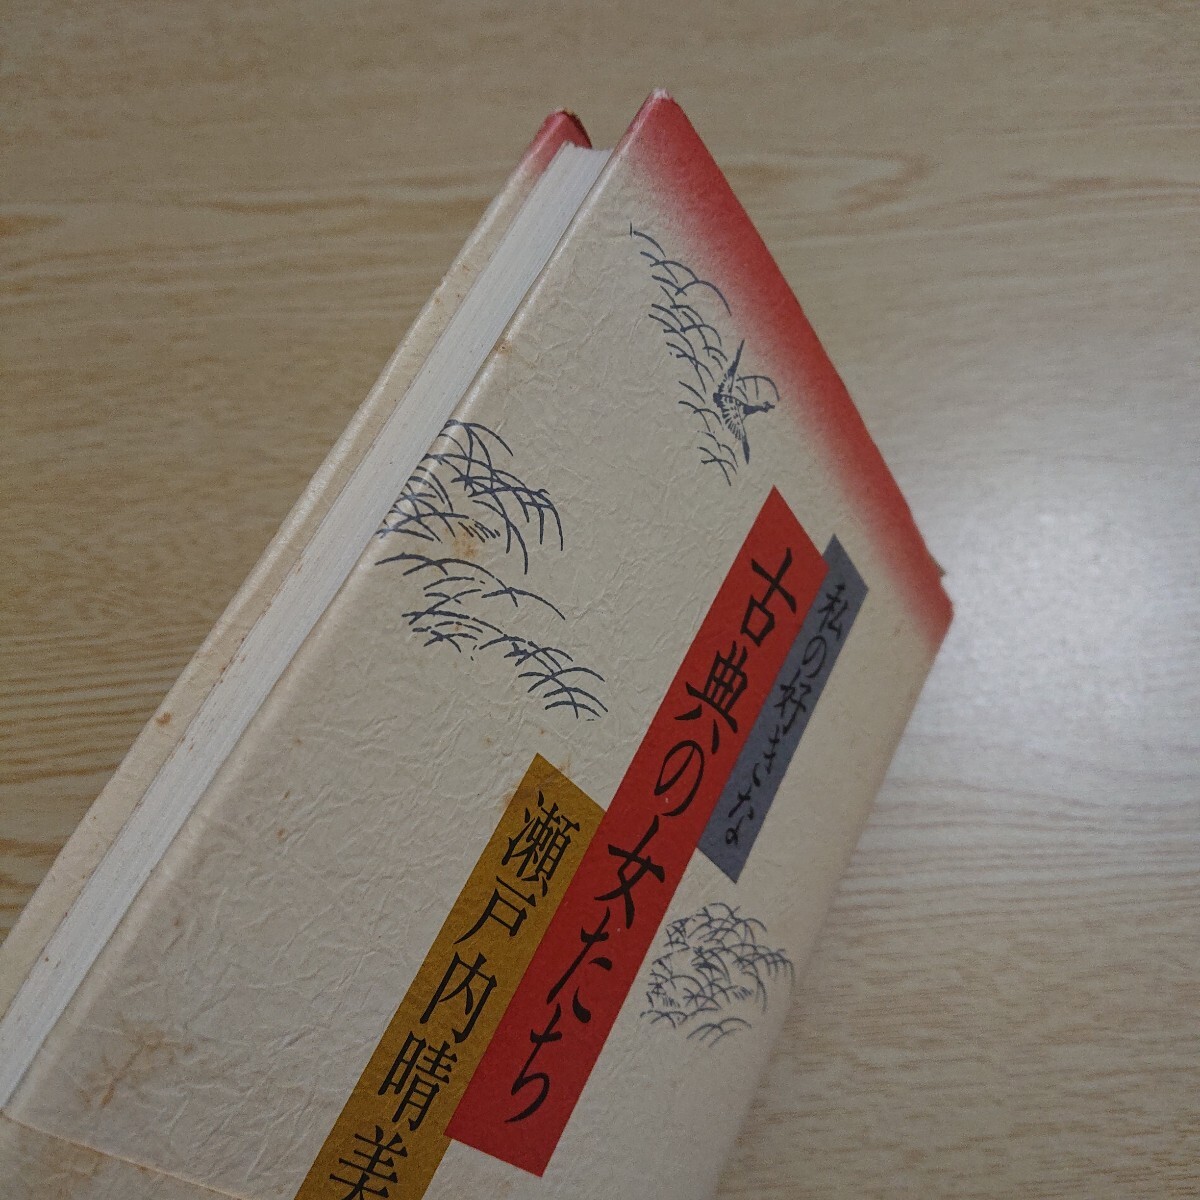 私の好きな
古典の女たち
瀬戸内晴美